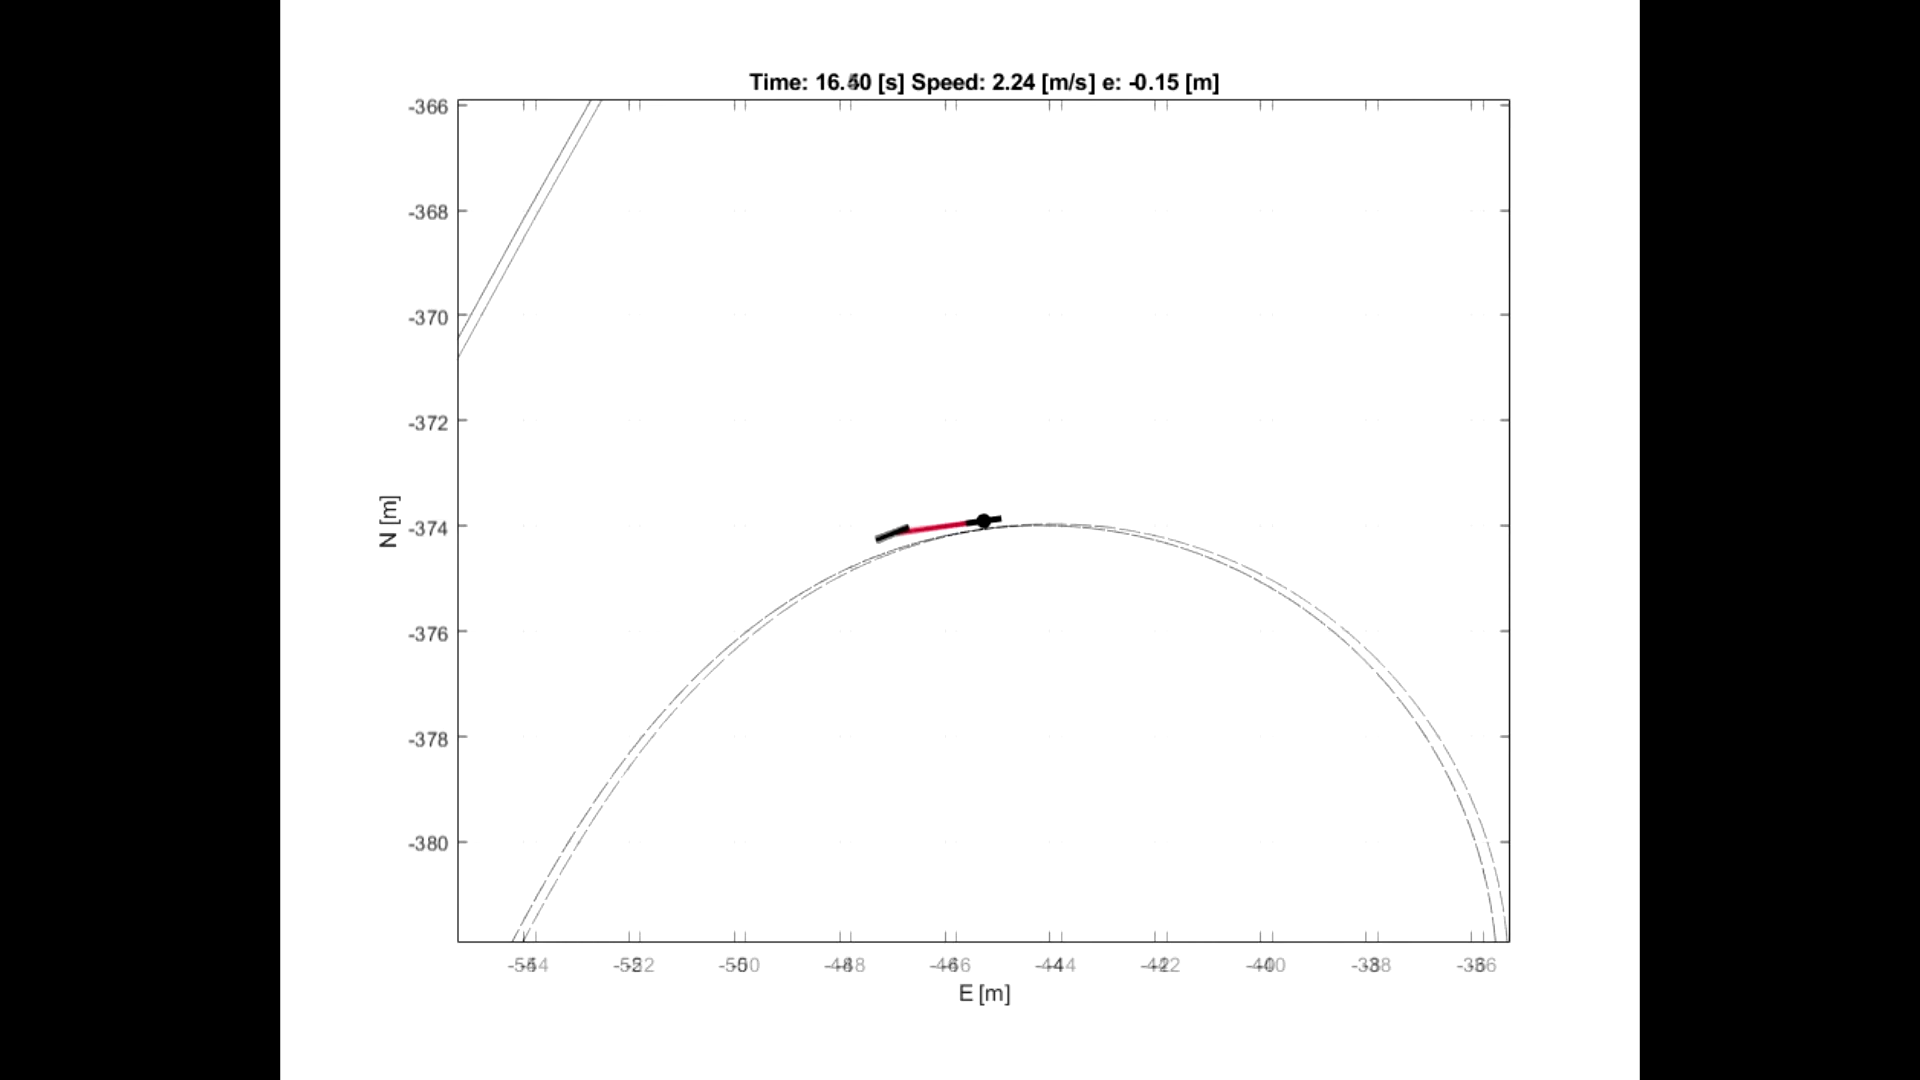 Time: 16. [s] Speed: 2.24 [m/s] e: -0.15 [m]
-366
-368
-370
-372
-374
-376
-378
-380
N [m]
-54 -52 -50 -48 -46 -44 -42 -40 -38 -36
E [m]